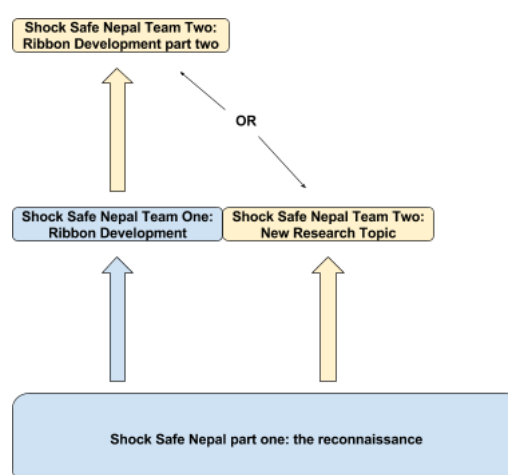 Shock Safe Nepal Team Two:
Ribbon Development part two
OR
Shock Safe Nepal Team One:
Ribbon Development
Shock Safe Nepal Team Two:
New Research Topic
Shock Safe Nepal part one: the reconnaissance